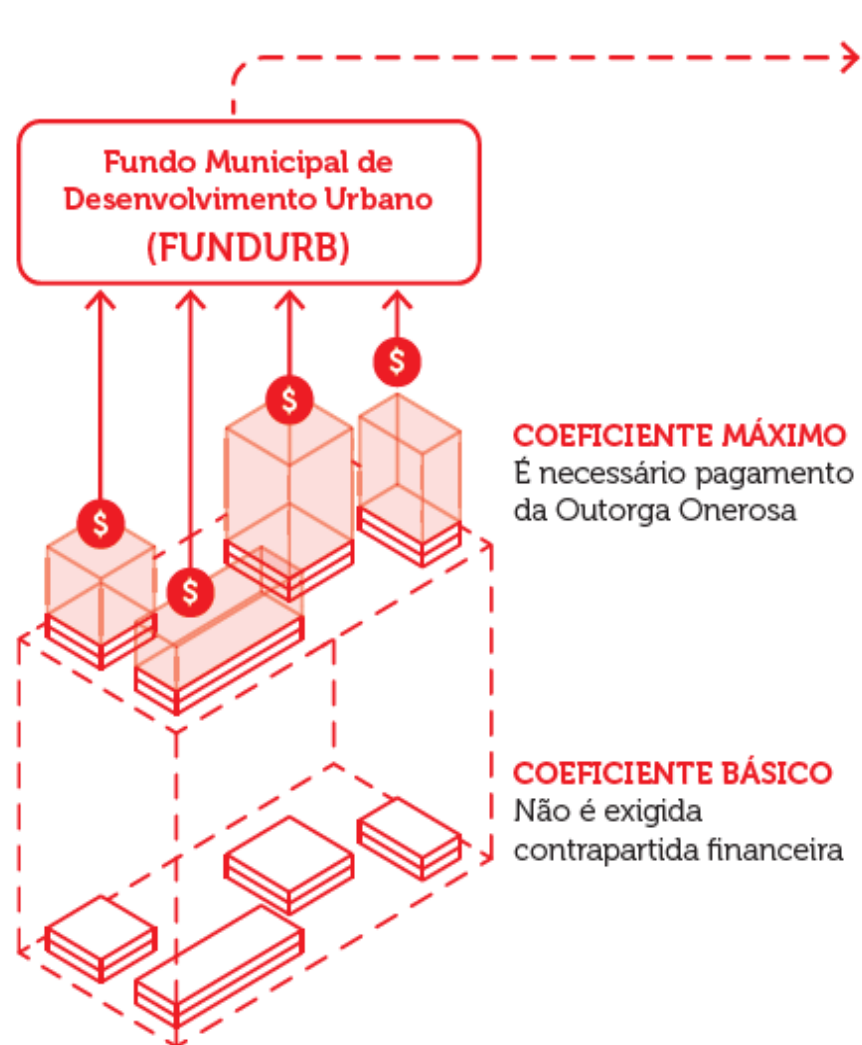 Fundo Municipal de
Desenvolvimento Urbano
(FUNDURB)
$
$
$
$
COEFICIENTE MÁXIMO
É necessário pagamento
da Outorga Onerosa
COEFICIENTE BÁSICO
Não é exigida
contrapartida financeira